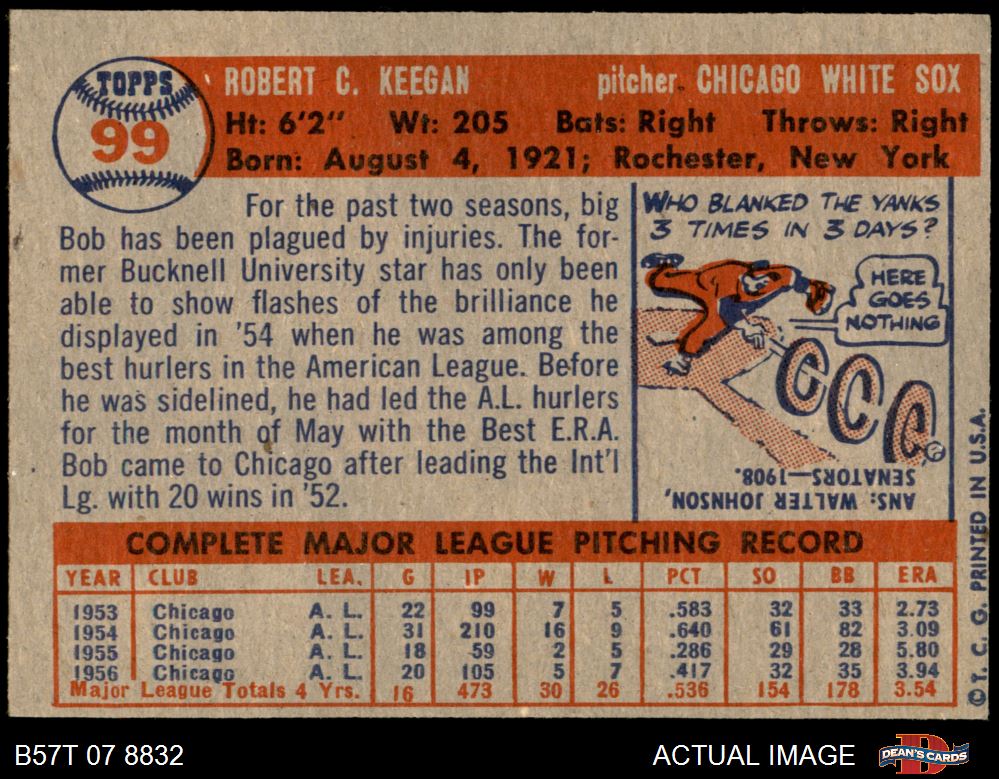 TOPPS
99
ROBERT C. KEEGAN pitcher CHICAGO WHITE SOX
Ht: 6'2" Wt: 205 Bats: Right Throws: Right
Born: August 4, 1921; Rochester, New York
For the past two seasons, big
Bob has been plagued by injuries. The for-
mer Bucknell University star has only been
able to show flashes of the brilliance he
displayed in '54 when he was among the
best hurlers in the American League. Before
he was sidelined, he had led the A.L. hurlers
for the month of May with the Best E.R.A.
Bob came to Chicago after leading the Int'l
Lg. with 20 wins in '52.
WHO BLANKED THE YANKS
3 TIMES IN 3 DAYS?
HERE
GOES
NOTHING
ANS: WALTER JOHNSON,
SENATORS—1908.
COMPLETE MAJOR LEAGUE PITCHING RECORD
YEAR CLUB LEA. G IP W L PCT SO BB ERA
1953 Chicago A. L. 22 99 7 5 .583 32 33 2.73
1954 Chicago A. L. 31 210 16 9 .640 61 82 3.09
1955 Chicago A. L. 18 59 2 5 .286 29 28 5.80
1956 Chicago A. L. 20 105 5 7 .417 32 35 3.94
Major League Totals 4 Yrs. 16 473 30 26 .536 154 178 3.54
© T. C. G. PRINTED IN U.S.A.
B57T 07 8832 ACTUAL IMAGE
DEAN'S CARDS